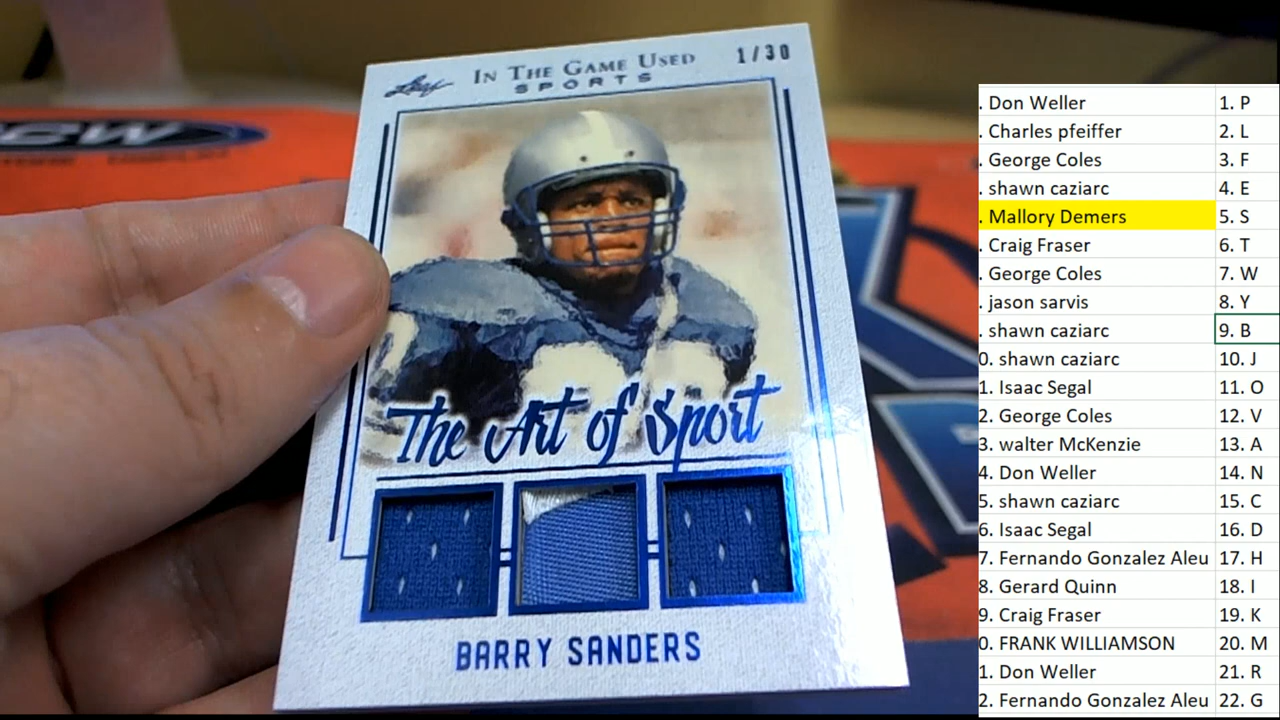 Leaf
IN THE GAME USED
SPORTS
1/30
The Art of Sport
BARRY SANDERS
. Don Weller 1. P
. Charles pfeiffer 2. L
. George Coles 3. F
. shawn caziarc 4. E
. Mallory Demers 5. S
. Craig Fraser 6. T
. George Coles 7. W
. jason sarvis 8. Y
. shawn caziarc 9. B
0. shawn caziarc 10. J
1. Isaac Segal 11. O
2. George Coles 12. V
3. walter McKenzie 13. A
4. Don Weller 14. N
5. shawn caziarc 15. C
6. Isaac Segal 16. D
7. Fernando Gonzalez Aleu 17. H
8. Gerard Quinn 18. I
9. Craig Fraser 19. K
0. FRANK WILLIAMSON 20. M
1. Don Weller 21. R
2. Fernando Gonzalez Aleu 22. G